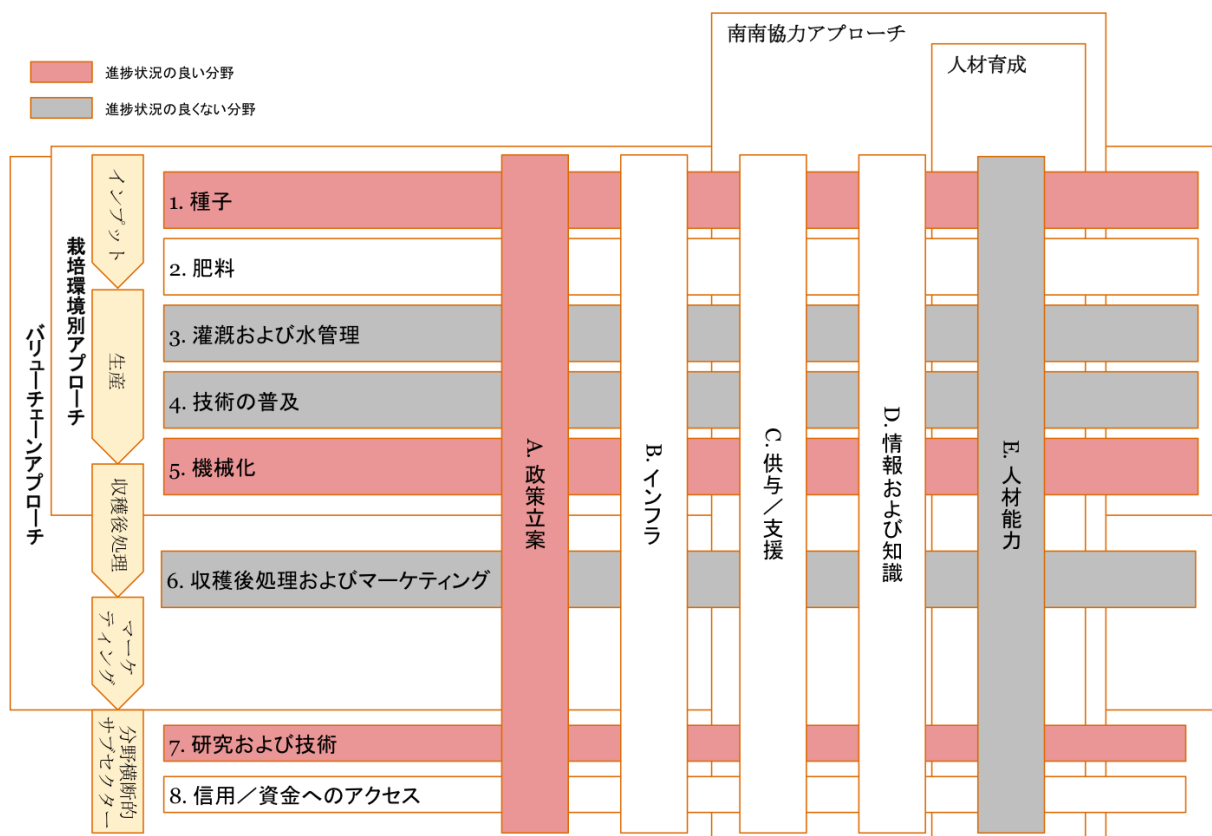 南南協力アプローチ
人材育成
進捗状況の良い分野
進捗状況の良くない分野
バリューチェーンアプローチ
栽培環境別アプローチ
インプット
生産
収穫後処理
マーケ
ティング
分野横断的
サブセクター
1. 種子
2. 肥料
3. 灌漑および水管理
4. 技術の普及
5. 機械化
6. 収穫後処理およびマーケティング
7. 研究および技術
8. 信用／資金へのアクセス
A. 政策立案
B. インフラ
C. 供与／支援
D. 情報および知識
E. 人材能力